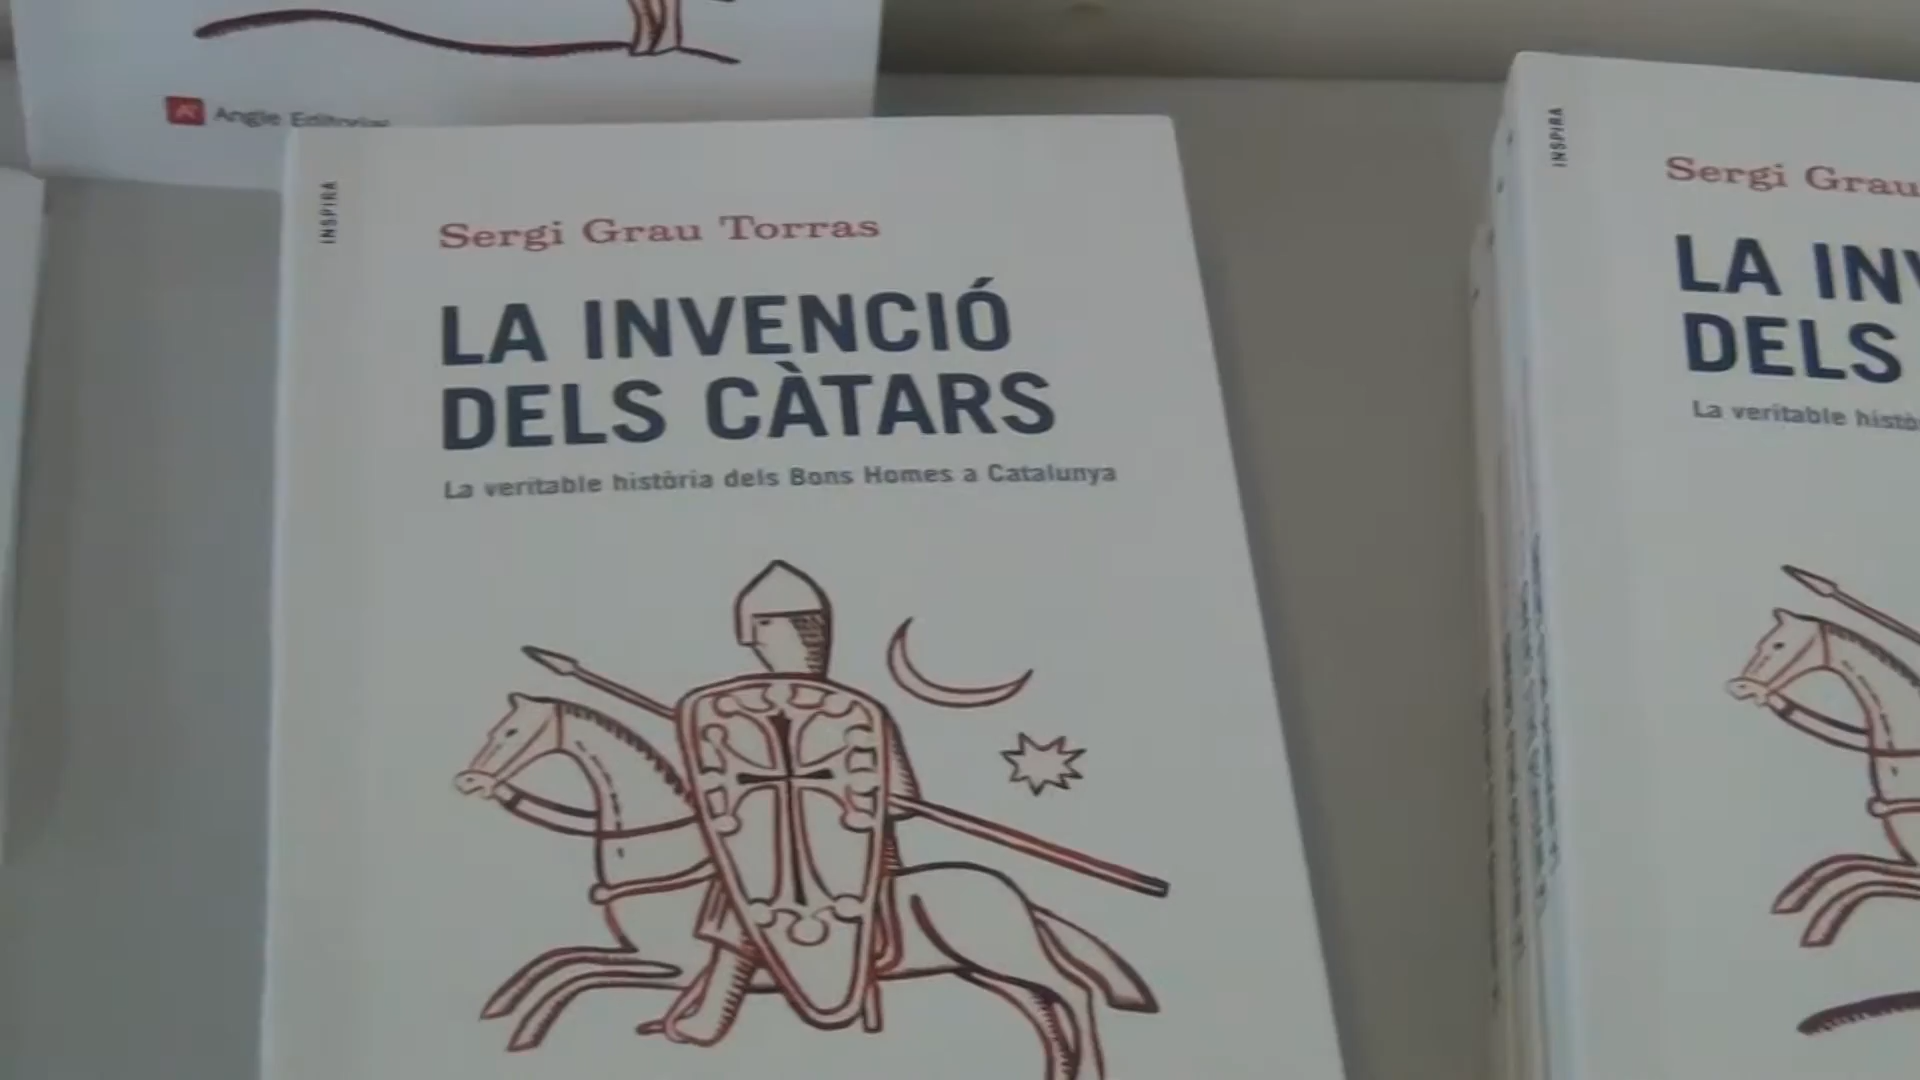 Angle Editorial
INSPIRA
Sergi Grau Torras
LA INVENCIÓ
DELS CÀTARS
La veritable història dels Bons Homes a Catalunya
INSPIRA
Sergi Grau
LA INV
DELS
La veritable histò